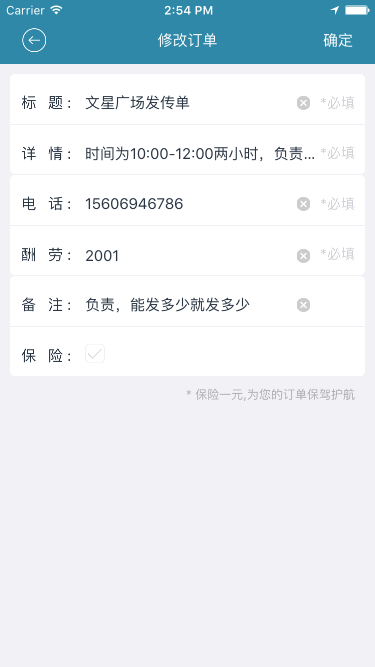 Carrier 2:54 PM
修改订单 确定
标 题： 文星广场发传单 *必填
详 情： 时间为10:00-12:00两小时，负责... *必填
电 话： 15606946786 *必填
酬 劳： 2001 *必填
备 注： 负责，能发多少就发多少
保 险：
* 保险一元,为您的订单保驾护航